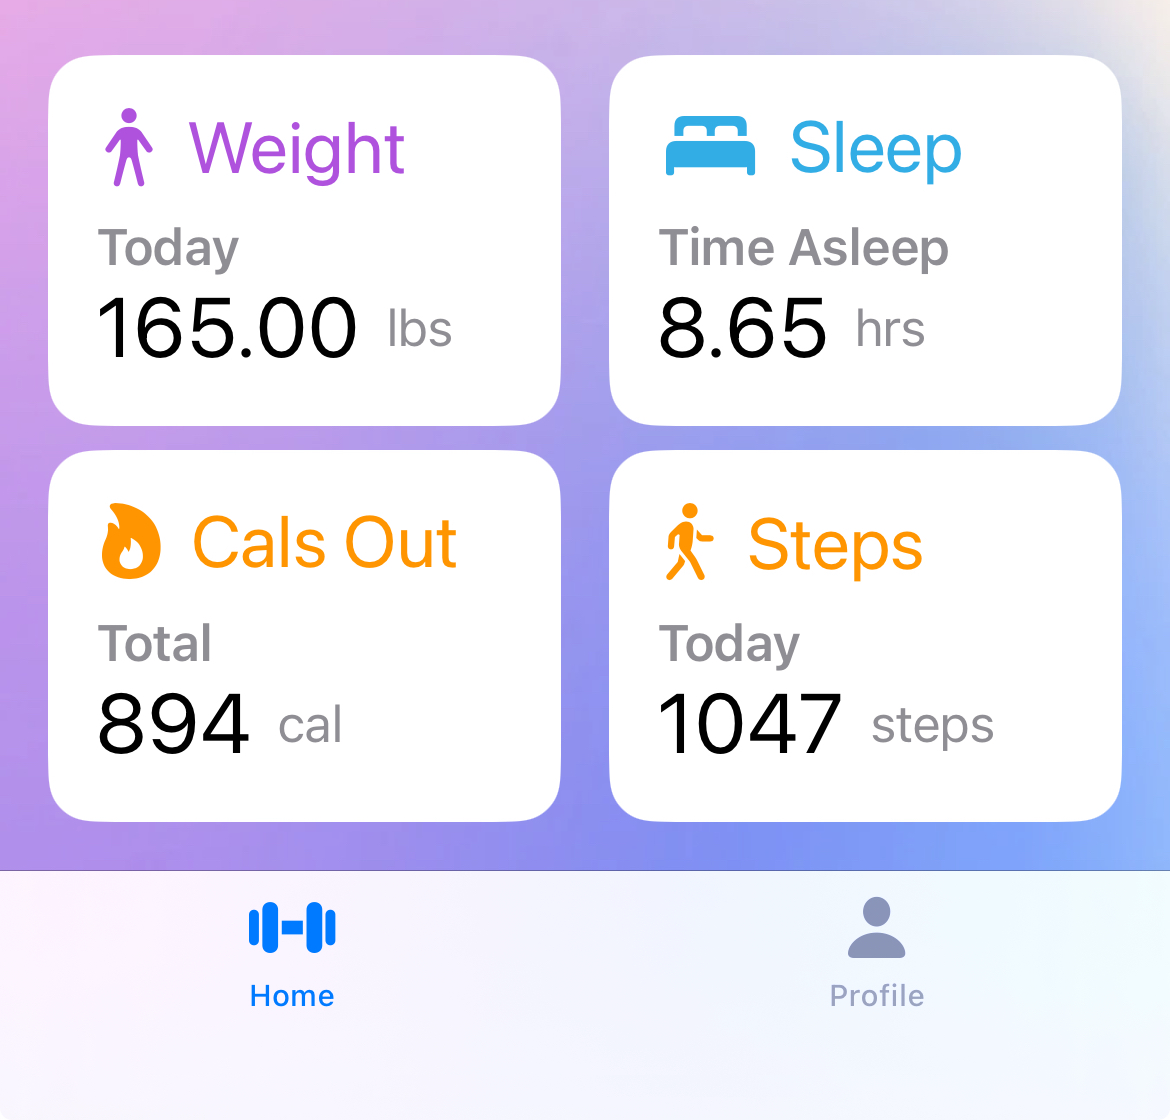 Weight
Today
165.00 lbs
Sleep
Time Asleep
8.65 hrs
Cals Out
Total
894 cal
Steps
Today
1047 steps
Home
Profile